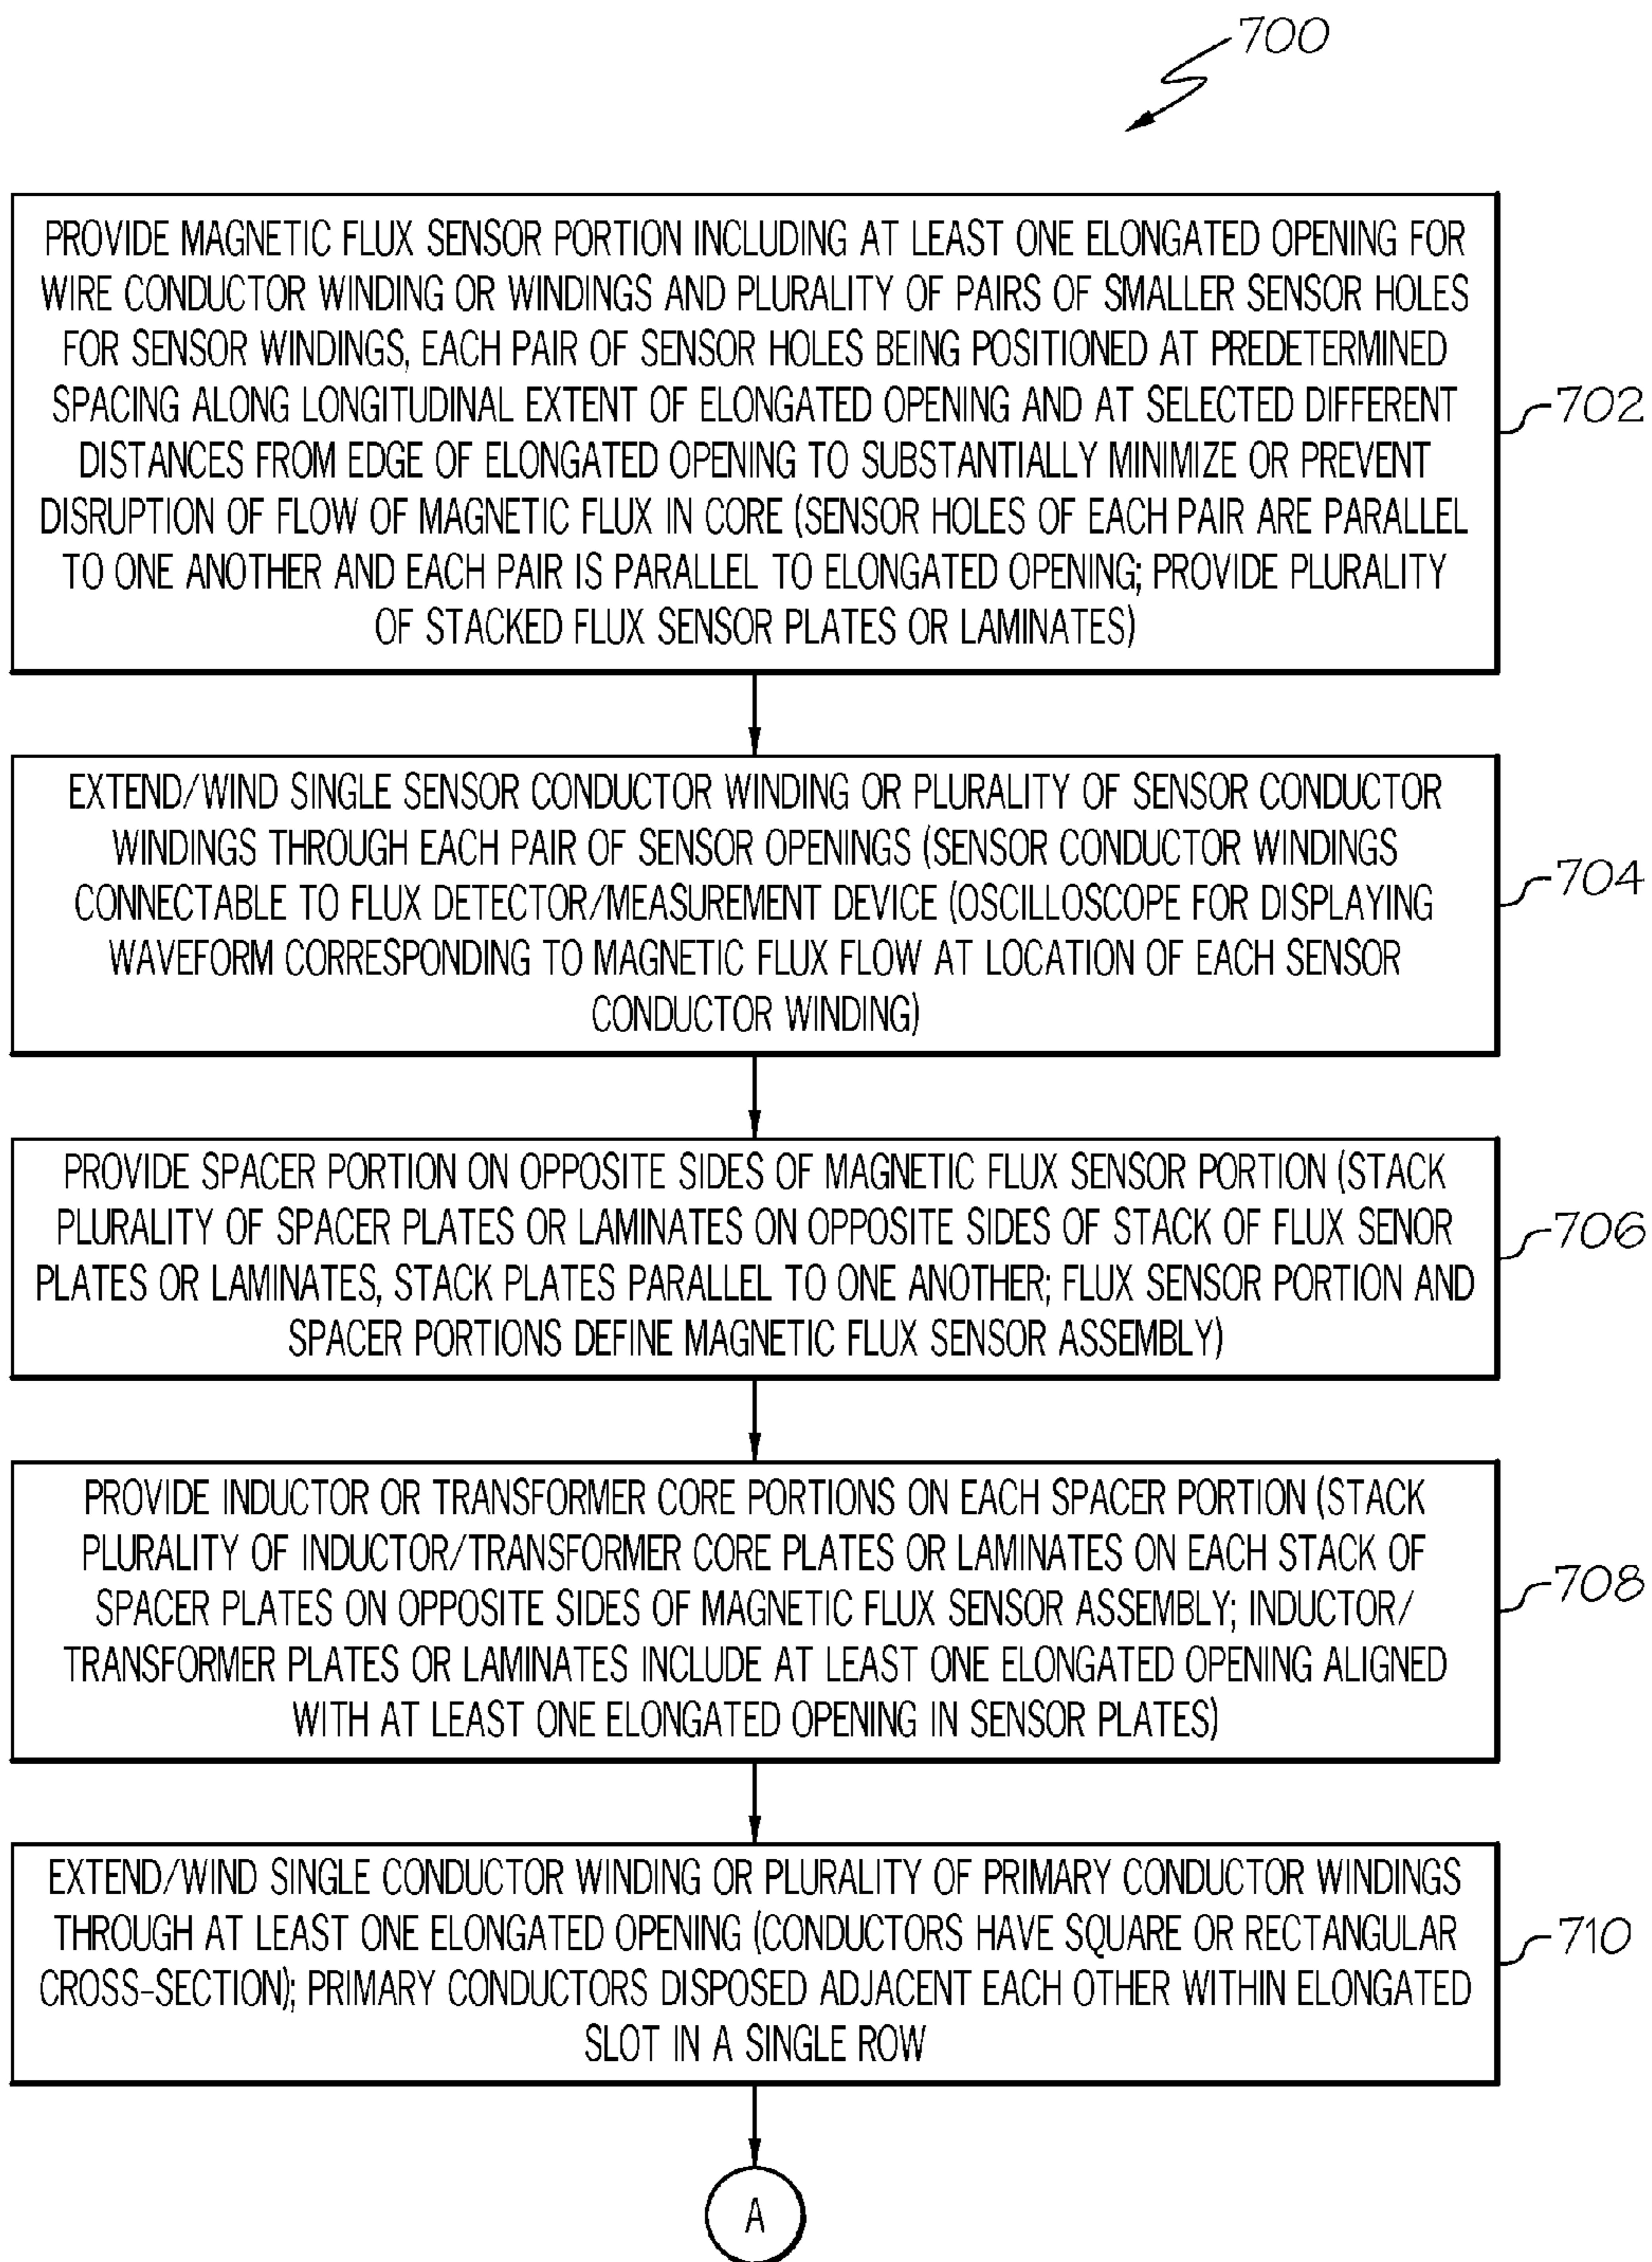 700
PROVIDE MAGNETIC FLUX SENSOR PORTION INCLUDING AT LEAST ONE ELONGATED OPENING FOR
WIRE CONDUCTOR WINDING OR WINDINGS AND PLURALITY OF PAIRS OF SMALLER SENSOR HOLES
FOR SENSOR WINDINGS, EACH PAIR OF SENSOR HOLES BEING POSITIONED AT PREDETERMINED
SPACING ALONG LONGITUDINAL EXTENT OF ELONGATED OPENING AND AT SELECTED DIFFERENT
DISTANCES FROM EDGE OF ELONGATED OPENING TO SUBSTANTIALLY MINIMIZE OR PREVENT
DISRUPTION OF FLOW OF MAGNETIC FLUX IN CORE (SENSOR HOLES OF EACH PAIR ARE PARALLEL
TO ONE ANOTHER AND EACH PAIR IS PARALLEL TO ELONGATED OPENING; PROVIDE PLURALITY
OF STACKED FLUX SENSOR PLATES OR LAMINATES)
702
EXTEND/WIND SINGLE SENSOR CONDUCTOR WINDING OR PLURALITY OF SENSOR CONDUCTOR
WINDINGS THROUGH EACH PAIR OF SENSOR OPENINGS (SENSOR CONDUCTOR WINDINGS
CONNECTABLE TO FLUX DETECTOR/MEASUREMENT DEVICE (OSCILLOSCOPE FOR DISPLAYING
WAVEFORM CORRESPONDING TO MAGNETIC FLUX FLOW AT LOCATION OF EACH SENSOR
CONDUCTOR WINDING)
704
PROVIDE SPACER PORTION ON OPPOSITE SIDES OF MAGNETIC FLUX SENSOR PORTION (STACK
PLURALITY OF SPACER PLATES OR LAMINATES ON OPPOSITE SIDES OF STACK OF FLUX SENOR
PLATES OR LAMINATES, STACK PLATES PARALLEL TO ONE ANOTHER; FLUX SENSOR PORTION AND
SPACER PORTIONS DEFINE MAGNETIC FLUX SENSOR ASSEMBLY)
706
PROVIDE INDUCTOR OR TRANSFORMER CORE PORTIONS ON EACH SPACER PORTION (STACK
PLURALITY OF INDUCTOR/TRANSFORMER CORE PLATES OR LAMINATES ON EACH STACK OF
SPACER PLATES ON OPPOSITE SIDES OF MAGNETIC FLUX SENSOR ASSEMBLY; INDUCTOR/
TRANSFORMER PLATES OR LAMINATES INCLUDE AT LEAST ONE ELONGATED OPENING ALIGNED
WITH AT LEAST ONE ELONGATED OPENING IN SENSOR PLATES)
708
EXTEND/WIND SINGLE CONDUCTOR WINDING OR PLURALITY OF PRIMARY CONDUCTOR WINDINGS
THROUGH AT LEAST ONE ELONGATED OPENING (CONDUCTORS HAVE SQUARE OR RECTANGULAR
CROSS-SECTION); PRIMARY CONDUCTORS DISPOSED ADJACENT EACH OTHER WITHIN ELONGATED
SLOT IN A SINGLE ROW
710
A